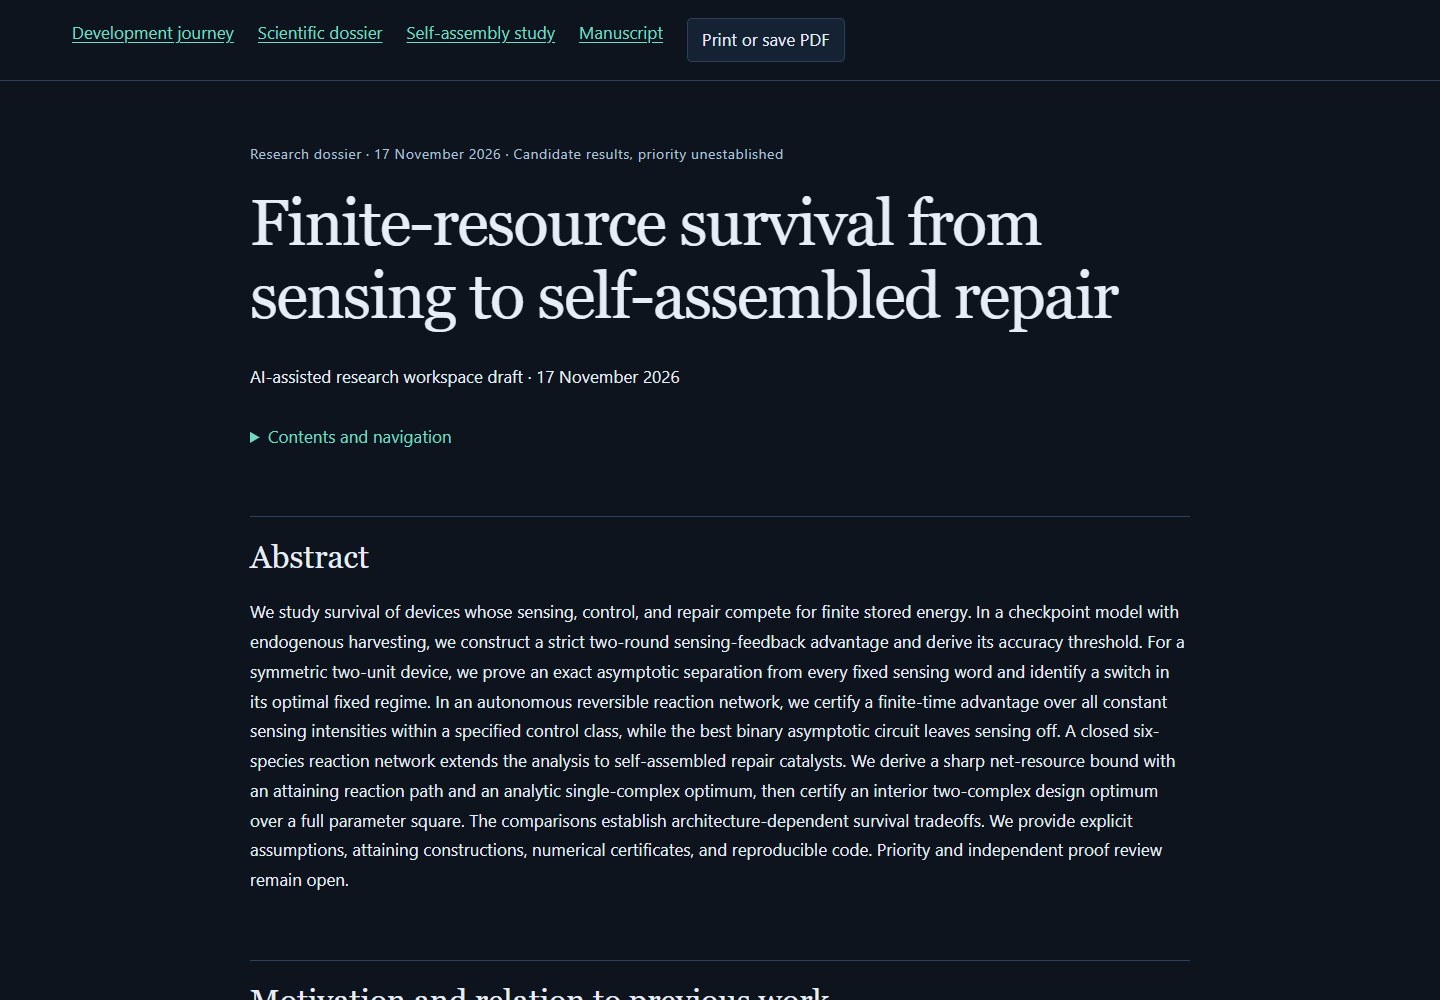 Development journey Scientific dossier Self-assembly study Manuscript Print or save PDF
Research dossier · 17 November 2026 · Candidate results, priority unestablished
Finite-resource survival from
sensing to self-assembled repair
AI-assisted research workspace draft · 17 November 2026
Contents and navigation
Abstract
We study survival of devices whose sensing, control, and repair compete for finite stored energy. In a checkpoint model with
endogenous harvesting, we construct a strict two-round sensing-feedback advantage and derive its accuracy threshold. For a
symmetric two-unit device, we prove an exact asymptotic separation from every fixed sensing word and identify a switch in
its optimal fixed regime. In an autonomous reversible reaction network, we certify a finite-time advantage over all constant
sensing intensities within a specified control class, while the best binary asymptotic circuit leaves sensing off. A closed six-
species reaction network extends the analysis to self-assembled repair catalysts. We derive a sharp net-resource bound with
an attaining reaction path and an analytic single-complex optimum, then certify an interior two-complex design optimum
over a full parameter square. The comparisons establish architecture-dependent survival tradeoffs. We provide explicit
assumptions, attaining constructions, numerical certificates, and reproducible code. Priority and independent proof review
remain open.
Motivation and relation to previous work